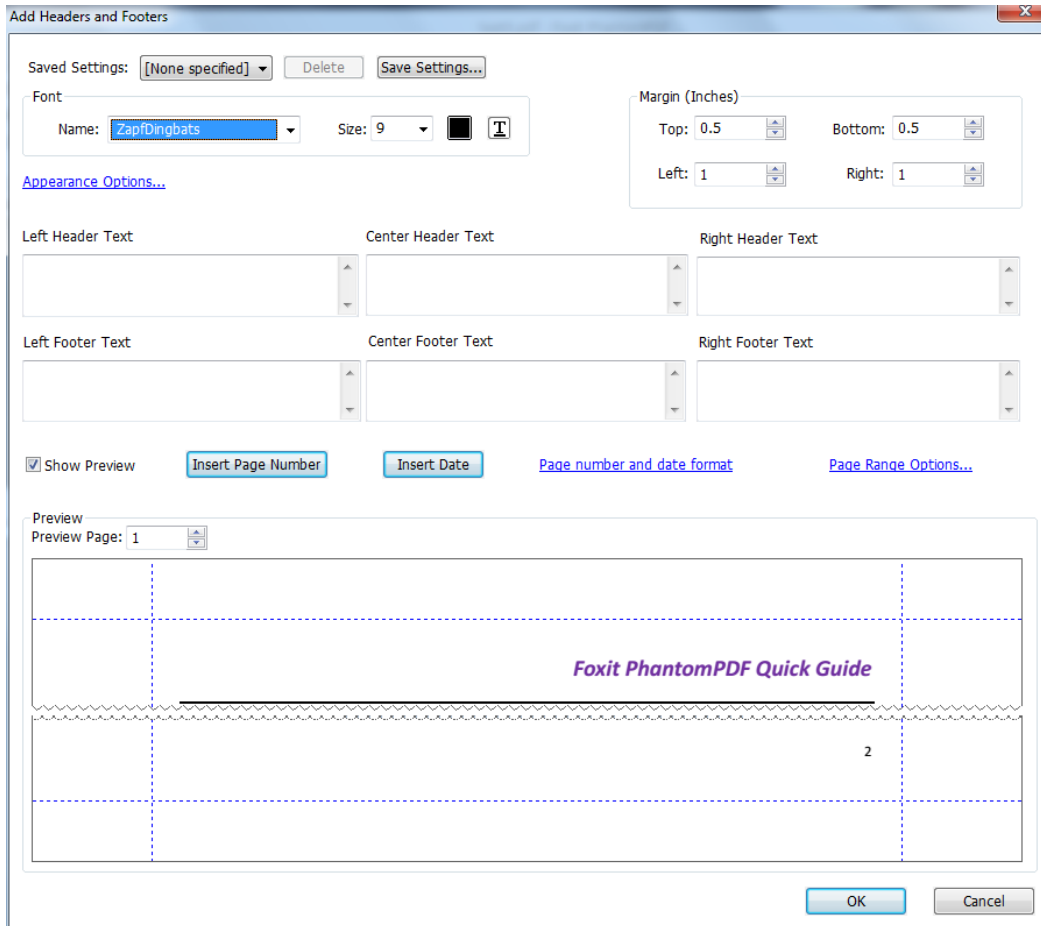 Add Headers and Footers
X
Saved Settings: [None specified] Delete Save Settings...
Font
Name: ZapfDingbats Size: 9 T
Margin (Inches)
Top: 0.5 Bottom: 0.5
Left: 1 Right: 1
Appearance Options...
Left Header Text Center Header Text Right Header Text
Left Footer Text Center Footer Text Right Footer Text
Show Preview Insert Page Number Insert Date Page number and date format Page Range Options...
Preview
Preview Page: 1
Foxit PhantomPDF Quick Guide
2
OK Cancel